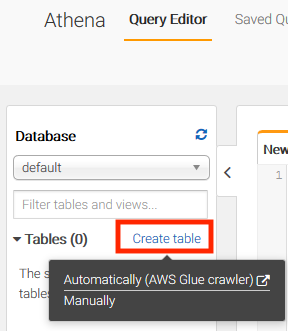 Athena Query Editor Saved Qu
Database
default
New
1
Filter tables and views...
Tables (0) Create table
The s
tables
Automatically (AWS Glue crawler)
Manually